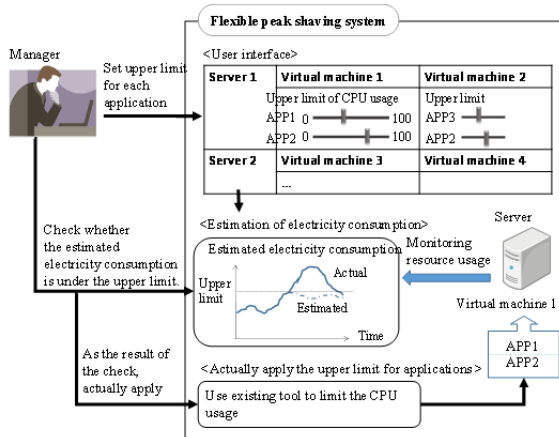 Flexible peak shaving system
Manager
<User interface>
Set upper limit
for each
application
Server 1
Virtual machine 1
Virtual machine 2
Upper limit of CPU usage
Upper limit
APP1 0 100
APP3
APP2 0 100
APP2
Server 2
Virtual machine 3
Virtual machine 4
...
<Estimation of electricity consumption>
Server
Check whether
the estimated
electricity consumption
is under the upper limit.
Estimated electricity consumption
Monitoring
resource usage
Actual
Upper
limit
Estimated
Time
Virtual machine 1
APP1
APP2
As the result of
the check,
actually apply
<Actually apply the upper limit for applications>
Use existing tool to limit the CPU
usage